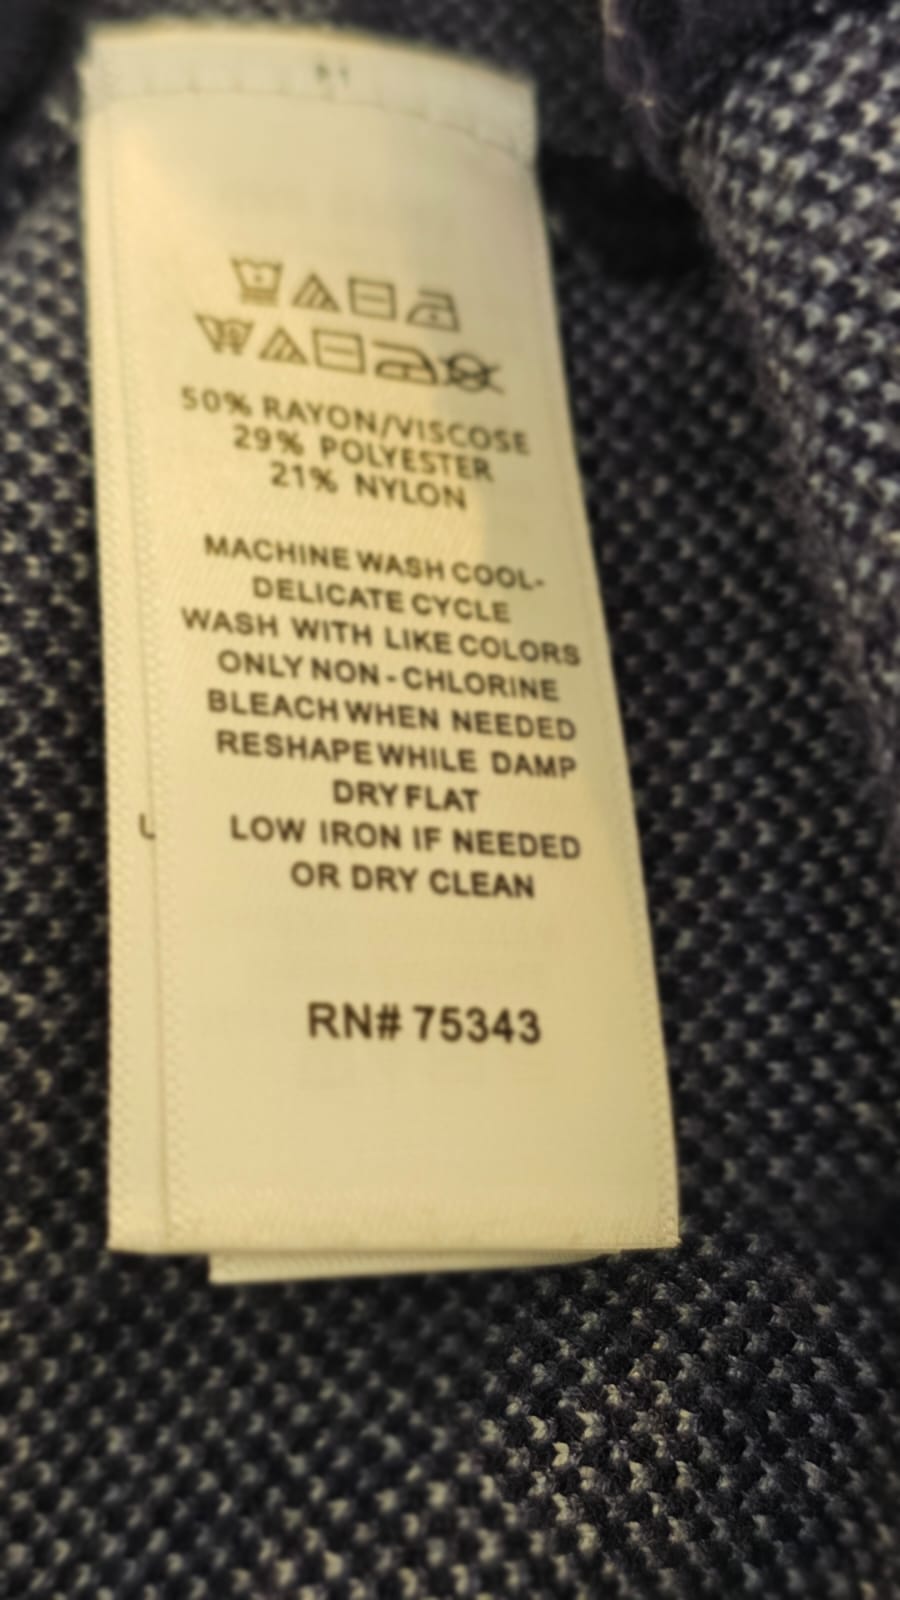 50% RAYON/VISCOSE
29% POLYESTER
21% NYLON
MACHINE WASH COOL-
DELICATE CYCLE
WASH WITH LIKE COLORS
ONLY NON-CHLORINE
BLEACH WHEN NEEDED
RESHAPE WHILE DAMP
DRY FLAT
LOW IRON IF NEEDED
OR DRY CLEAN
RN# 75343